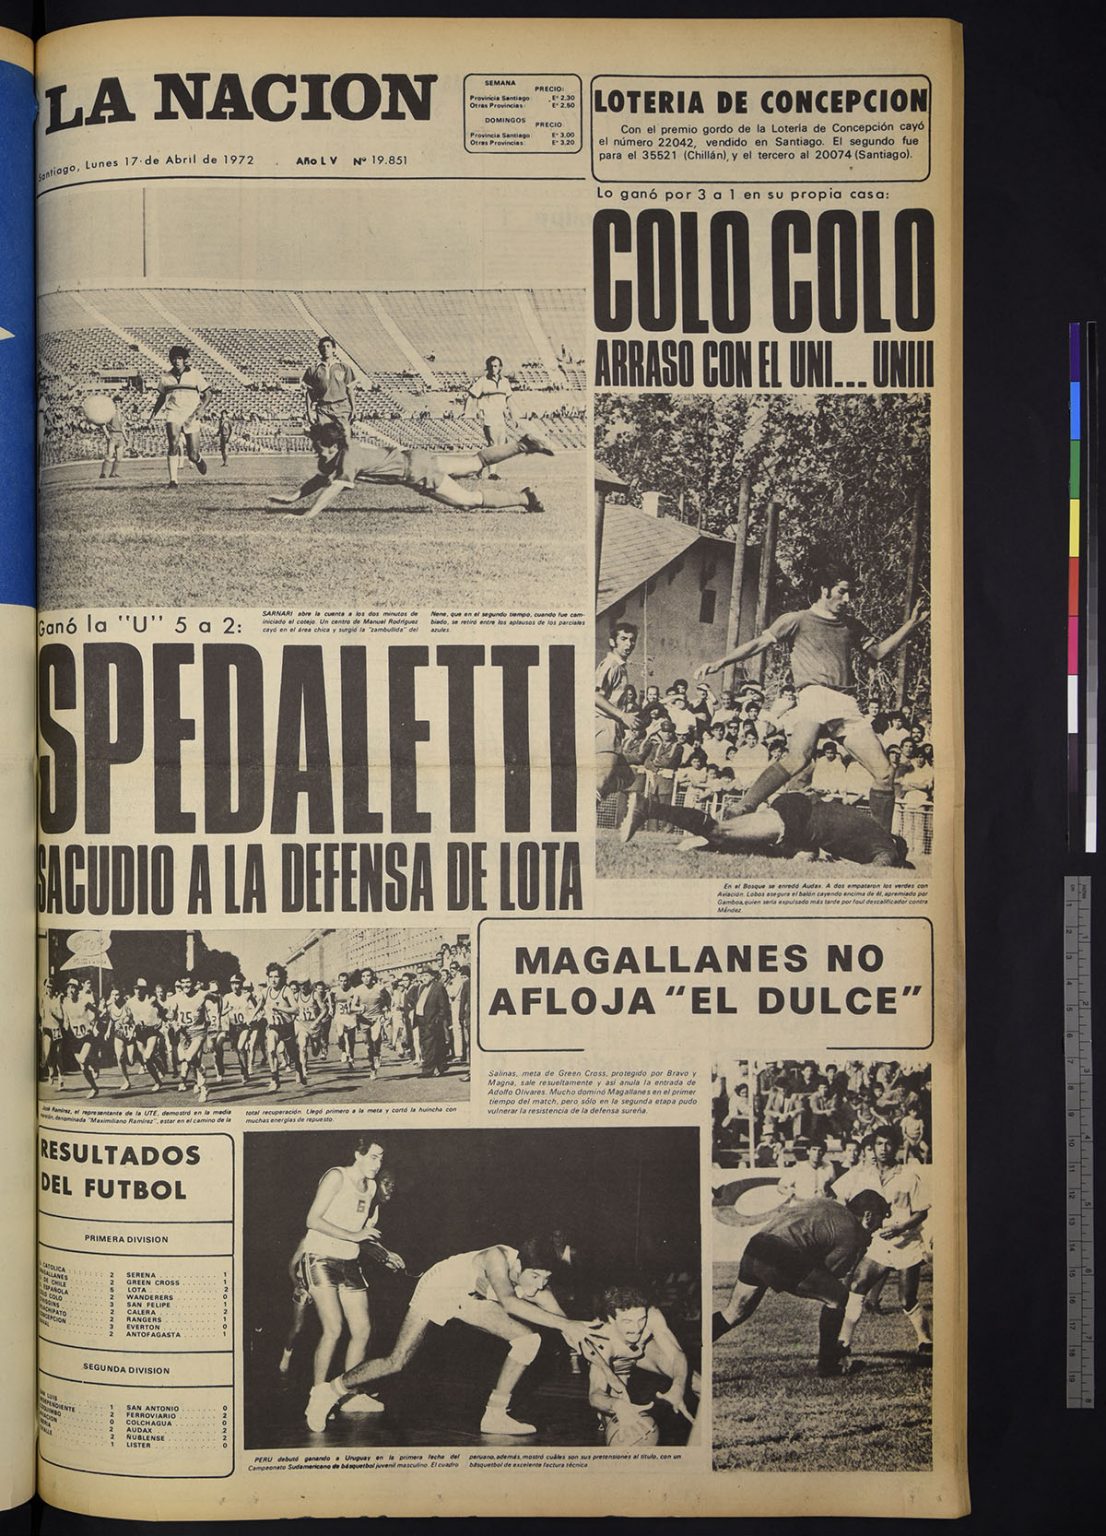 LA NACION
Santiago, Lunes 17 de Abril de 1972 Año L V Nº 19.851
SEMANA
PRECIO:
Provincia Santiago Eº 2,30
Otras Provincias: Eº 2,50
DOMINGOS
PRECIO
Provincia Santiago: Eº 3,00
Otras Provincias: Eº 3,20
LOTERIA DE CONCEPCION
Con el premio gordo de la Lotería de Concepción cayó
el número 22042, vendido en Santiago. El segundo fue
para el 35521 (Chillán), y el tercero al 20074 (Santiago).
Lo ganó por 3 a 1 en su propia casa:
COLO COLO
ARRASO CON EL UNI... UNIII
Ganó la "U" 5 a 2:
SARNARI abre la cuenta a los dos minutos de
iniciado el cotejo. Un centro de Manuel Rodríguez
cayó en el área chica y surgió la "zambullida" del
Nene, que en el segundo tiempo, cuando fue cam-
biado, se retiró entre los aplausos de los parciales
azules.
SPEDALETTI
SACUDIO A LA DEFENSA DE LOTA
En el Bosque se enredó Audax. A dos empataron los verdes con
Aviación. Lobos asegura el balón cayendo encima de él, apremiado por
Gamboa, quien sería expulsado más tarde por foul descalificador contra
Méndez
MAGALLANES NO
AFLOJA "EL DULCE"
Salinas, meta de Green Cross, protegido por Bravo y
Magna, sale resueltamente y así anula la entrada de
Adolfo Olivares. Mucho dominó Magallanes en el primer
tiempo del match, pero sólo en la segunda etapa pudo
vulnerar la resistencia de la defensa sureña.
José Ramírez, el representante de la UTE, demostró en la media
denominada "Maximiliano Ramírez", estar en el camino de la
total recuperación. Llegó primero a la meta y cortó la huincha con
muchas energías de repuesto.
RESULTADOS
DEL FUTBOL
PRIMERA DIVISION
CATOLICA 2 SERENA 1
2 GREEN CROSS 1
DE CHILE 5 LOTA 2
ESPAÑOLA 2 WANDERERS 0
COLO 3 SAN FELIPE 1
2 CALERA 2
2 RANGERS 1
3 EVERTON 0
2 ANTOFAGASTA 1
SEGUNDA DIVISION
LUIS 1 SAN ANTONIO 0
2 FERROVIARIO 2
0 COLCHAGUA 0
2 AUDAX 2
2 ÑUBLENSE 2
1 LISTER 0
PERU debutó ganando a Uruguay en la primera fecha del
Campeonato Sudamericano de básquetbol juvenil masculino. El cuadro
peruano, además, mostró cuáles son sus pretensiones al título, con un
básquetbol de excelente factura técnica